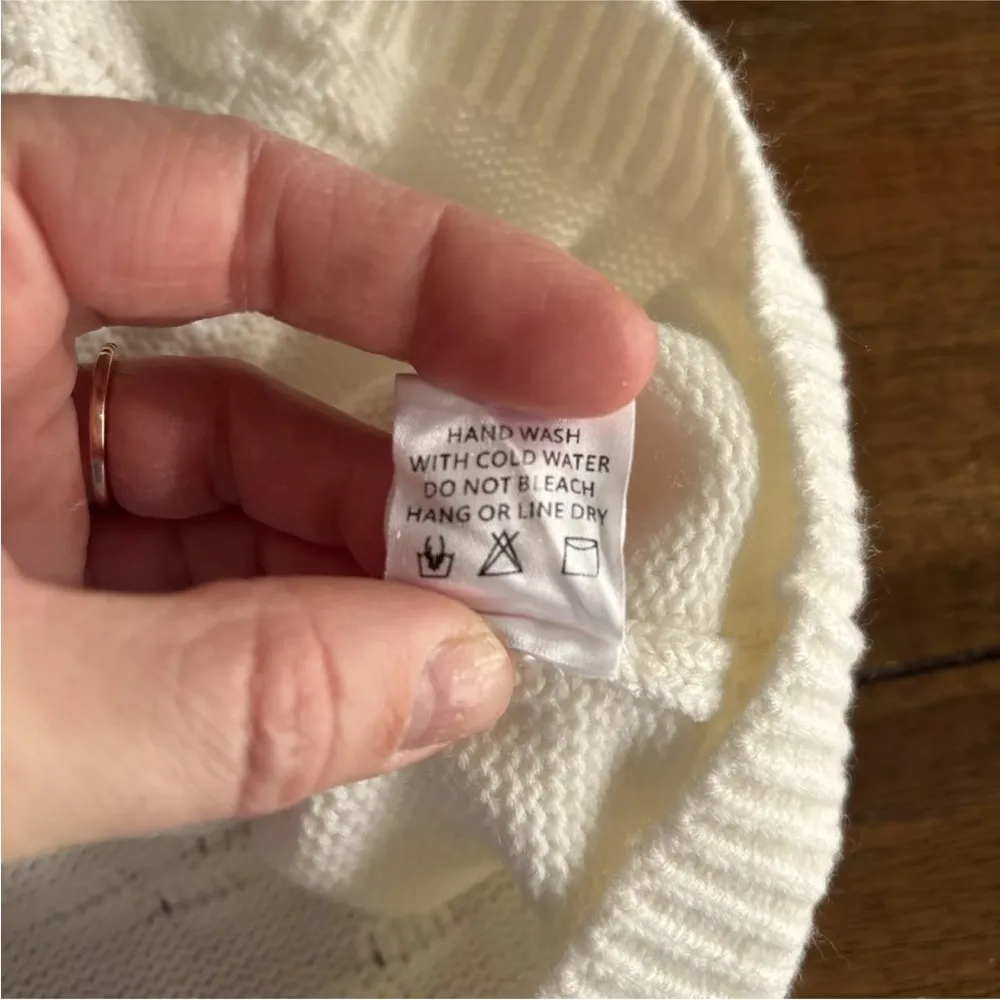 HAND WASH
WITH COLD WATER
DO NOT BLEACH
HANG OR LINE DRY